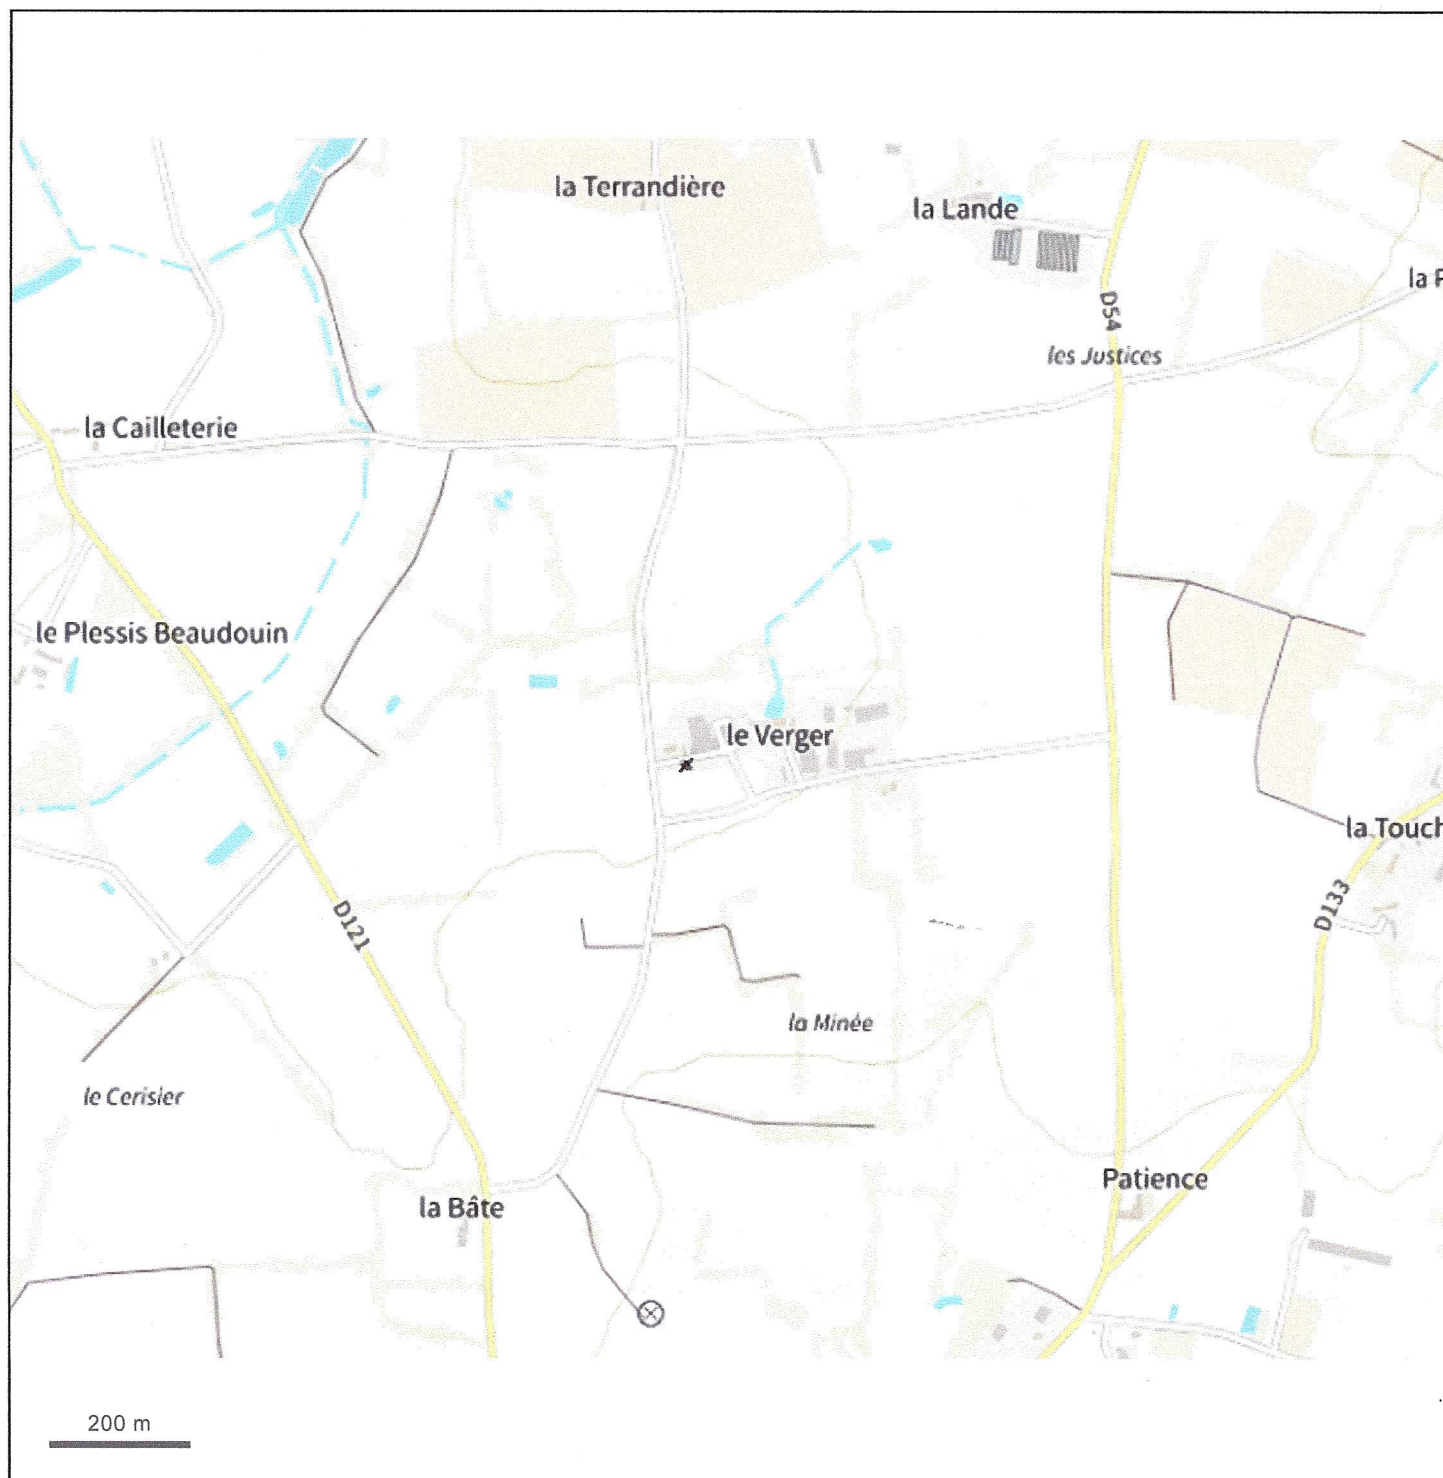 la Terrandière
la Lande
la P
D54
les Justices
la Cailleterie
le Plessis Beaudouin
le Verger
la Touch
D133
D121
la Minée
le Cerisier
Patience
la Bâte
200 m